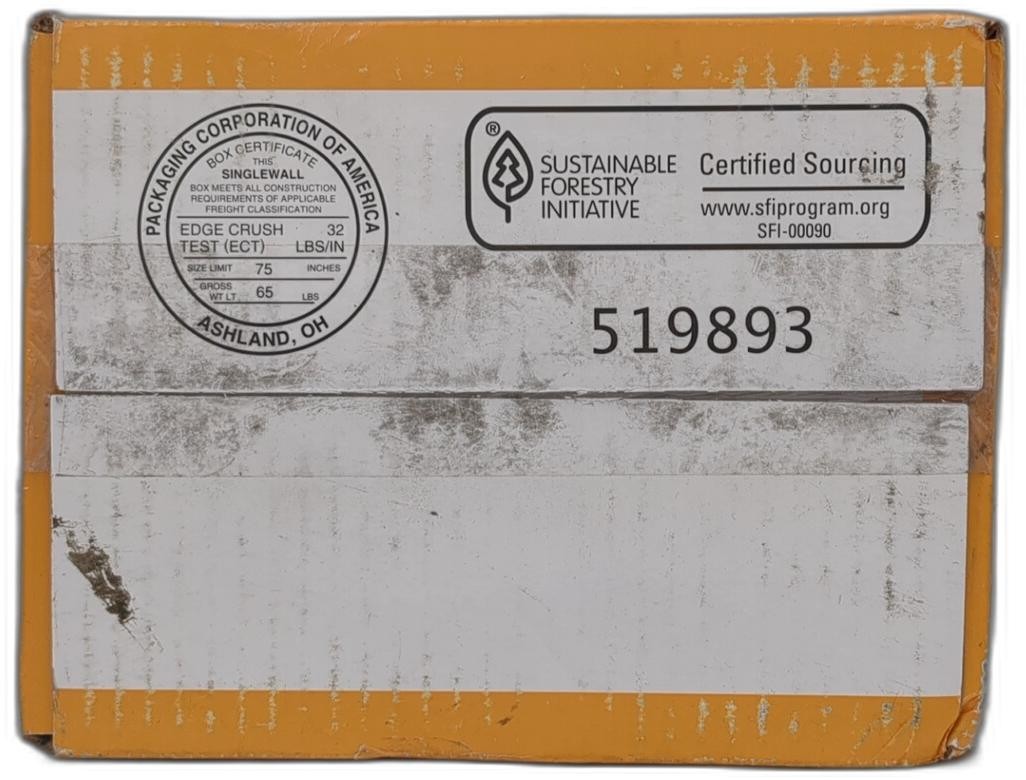 PACKAGING CORPORATION OF AMERICA
BOX CERTIFICATE
THIS
SINGLEWALL
BOX MEETS ALL CONSTRUCTION
REQUIREMENTS OF APPLICABLE
FREIGHT CLASSIFICATION
EDGE CRUSH 32
TEST (ECT) LBS/IN
SIZE LIMIT 75 INCHES
GROSS
WT LT 65 LBS
ASHLAND, OH
®
SUSTAINABLE
FORESTRY
INITIATIVE
Certified Sourcing
www.sfiprogram.org
SFI-00090
519893